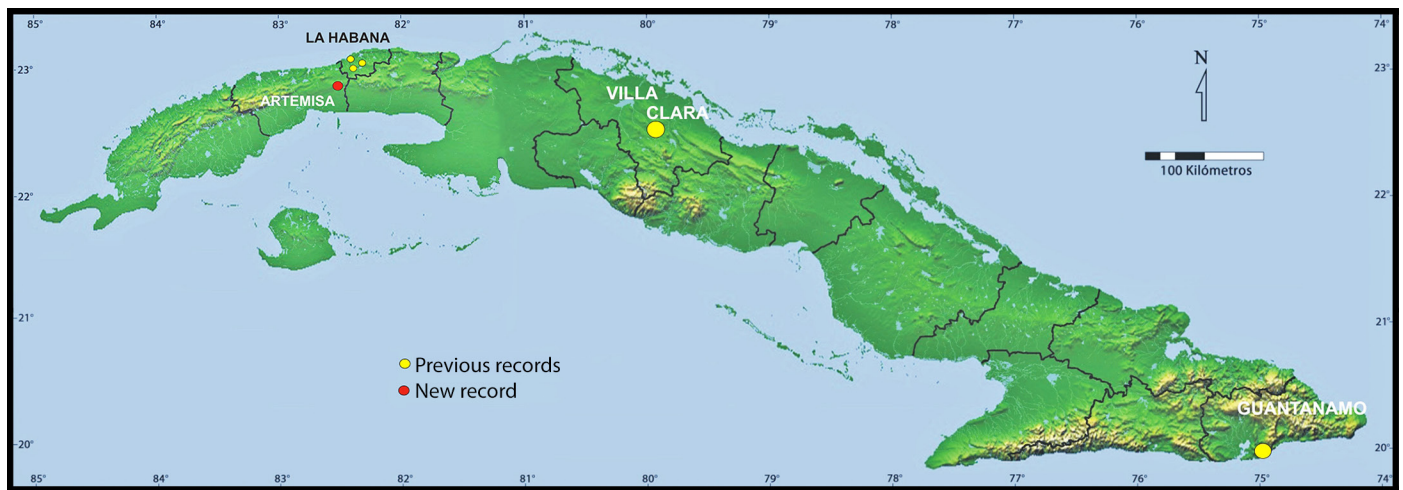 85° 84° 83° 82° 81° 80° 79° 78° 77° 76° 75° 74°
LA HABANA
N
23° 23°
VILLA
ARTEMISA
CLARA
100 Kilómetros
22° 22°
21° 21°
Previous records
New record
GUANTANAMO
20° 20°
85° 84° 83° 82° 81° 80° 79° 78° 77° 76° 75° 74°